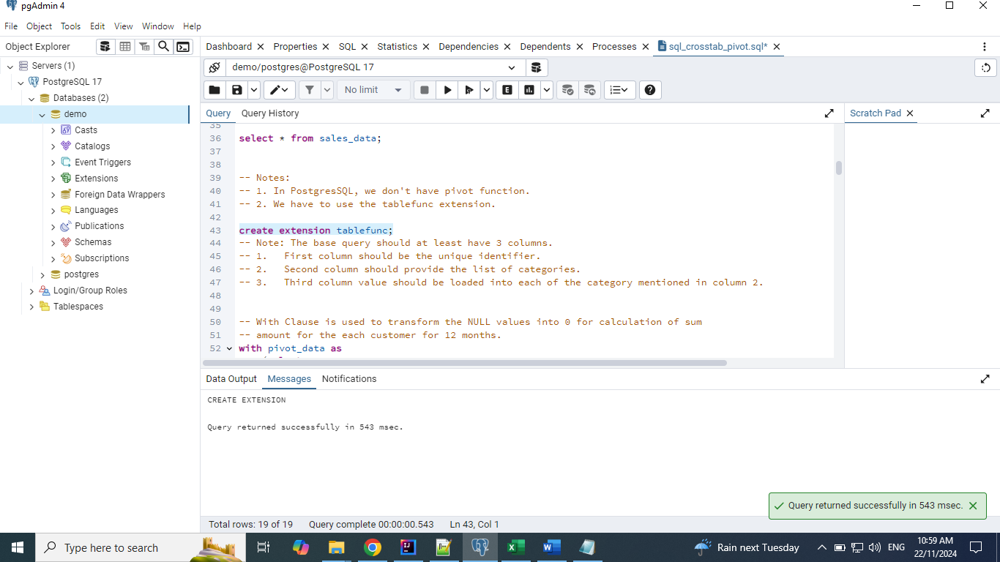 pgAdmin 4
File Object Tools Edit View Window Help
Object Explorer
Dashboard Properties SQL Statistics Dependencies Dependents Processes sql_crosstab_pivot.sql*
Servers (1)
PostgreSQL 17
Databases (2)
demo
Casts
Catalogs
Event Triggers
Extensions
Foreign Data Wrappers
Languages
Publications
Schemas
Subscriptions
postgres
Login/Group Roles
Tablespaces
demo/postgres@PostgreSQL 17
No limit
E
Query Query History
Scratch Pad
35
36 select * from sales_data;
37
38
39 -- Notes:
40 -- 1. In PostgresSQL, we don't have pivot function.
41 -- 2. We have to use the tablefunc extension.
42
43 create extension tablefunc;
44 -- Note: The base query should at least have 3 columns.
45 -- 1. First column should be the unique identifier.
46 -- 2. Second column should provide the list of categories.
47 -- 3. Third column value should be loaded into each of the category mentioned in column 2.
48
49
50 -- With Clause is used to transform the NULL values into 0 for calculation of sum
51 -- amount for the each customer for 12 months.
52 with pivot_data as
Data Output Messages Notifications
CREATE EXTENSION
Query returned successfully in 543 msec.
Query returned successfully in 543 msec.
Total rows: 19 of 19 Query complete 00:00:00.543 Ln 43, Col 1
Type here to search
Rain next Tuesday
ENG
10:59 AM
22/11/2024